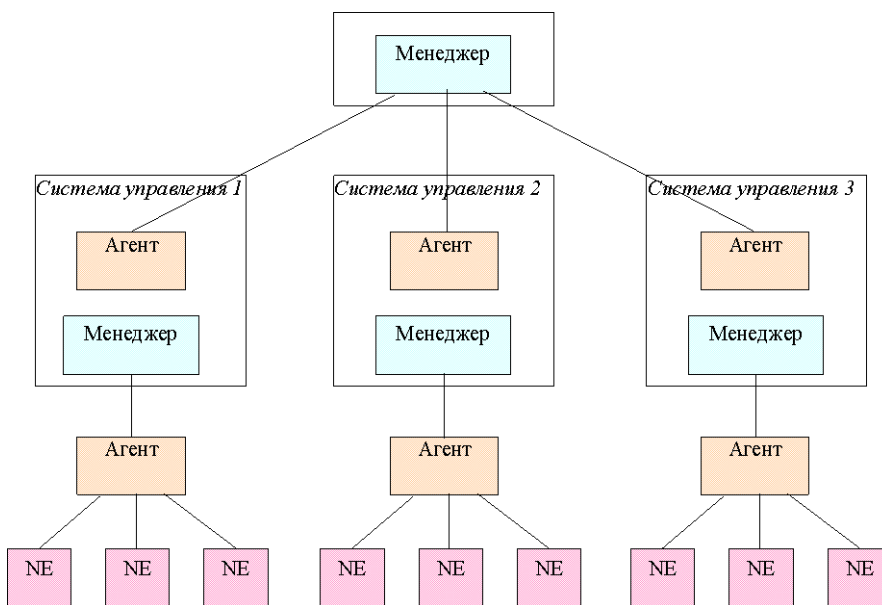 Менеджер
Система управления 1
Система управления 2
Система управления 3
Агент
Агент
Агент
Менеджер
Менеджер
Менеджер
Агент
Агент
Агент
NE
NE
NE
NE
NE
NE
NE
NE
NE